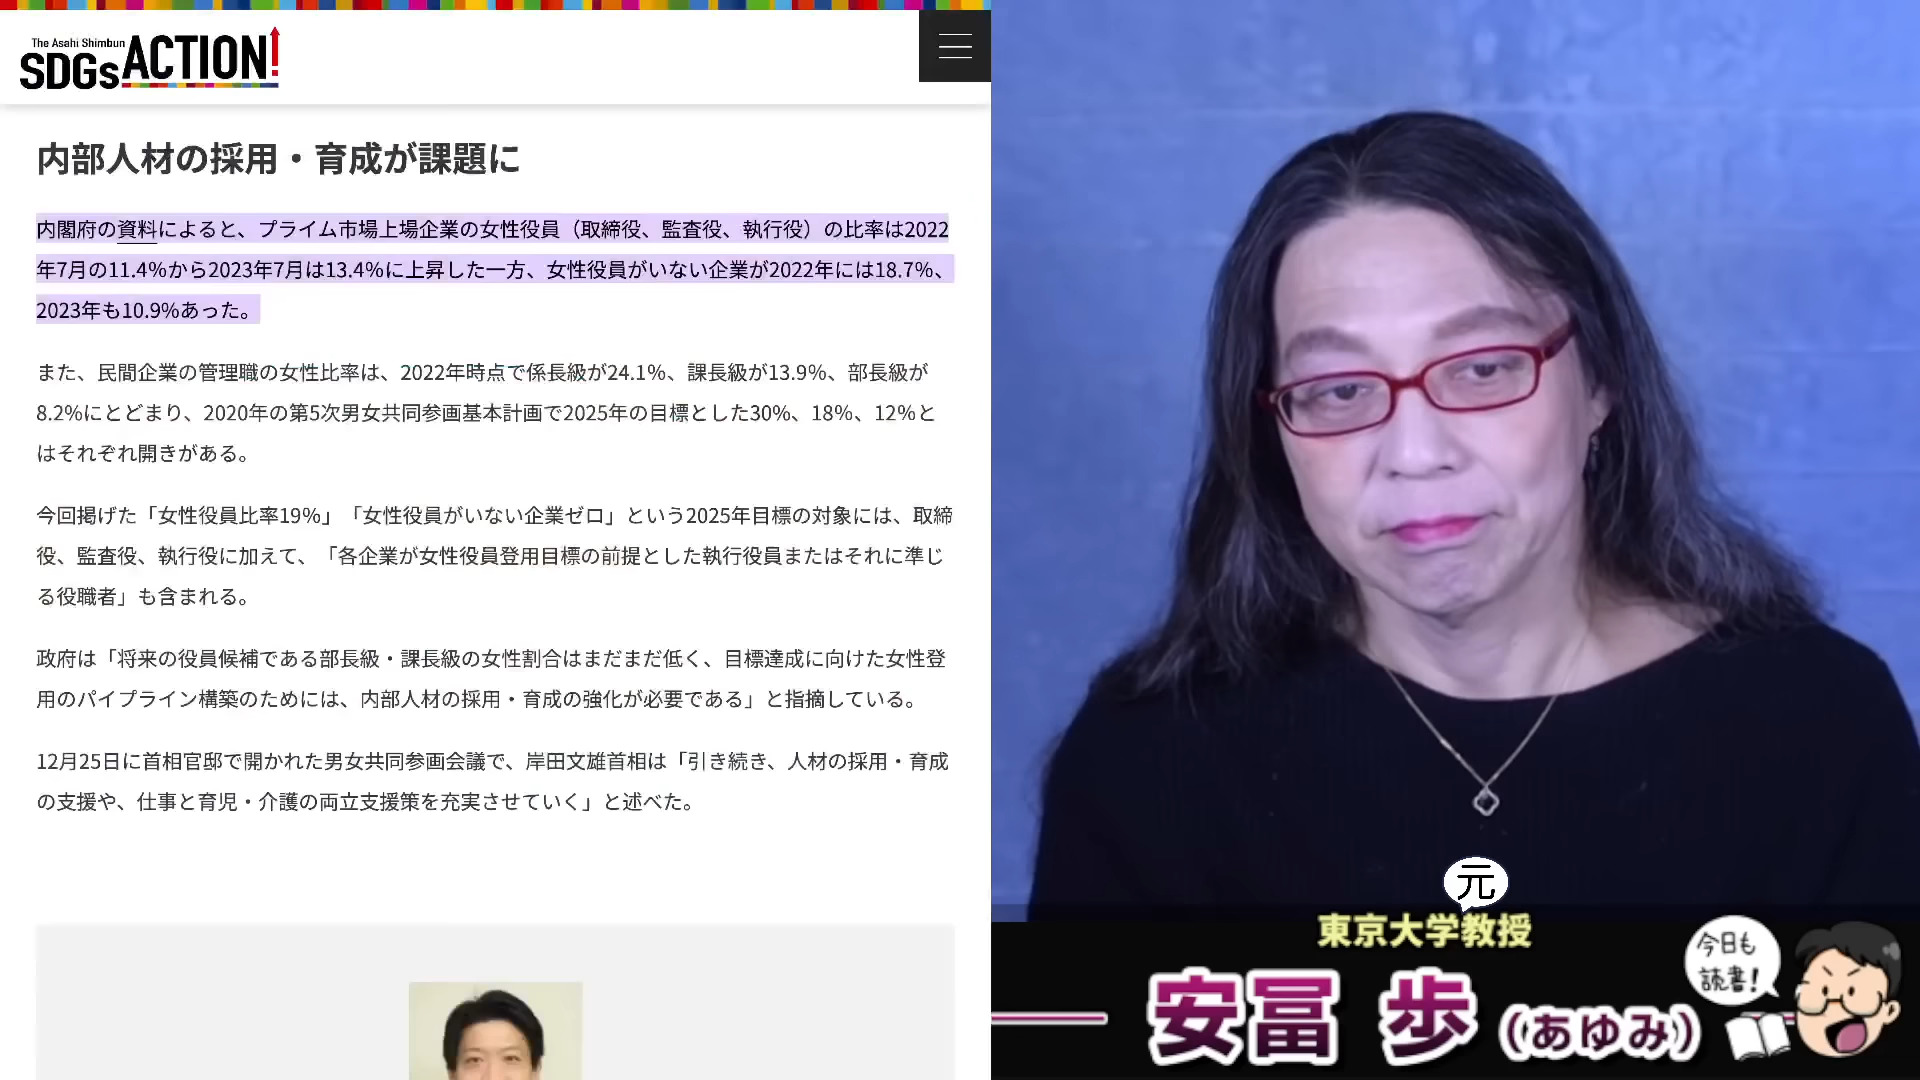 The Asahi Shimbun
SDGsACTION!
内部人材の採用・育成が課題に
内閣府の資料によると、プライム市場上場企業の女性役員（取締役、監査役、執行役）の比率は2022
年7月の11.4%から2023年7月は13.4%に上昇した一方、女性役員がいない企業が2022年には18.7%、
2023年も10.9%あった。
また、民間企業の管理職の女性比率は、2022年時点で係長級が24.1%、課長級が13.9%、部長級が
8.2%にとどまり、2020年の第5次男女共同参画基本計画で2025年の目標とした30%、18%、12%と
はそれぞれ開きがある。
今回掲げた「女性役員比率19%」「女性役員がいない企業ゼロ」という2025年目標の対象には、取締
役、監査役、執行役に加えて、「各企業が女性役員登用目標の前提とした執行役員またはそれに準じ
る役職者」も含まれる。
政府は「将来の役員候補である部長級・課長級の女性割合はまだまだ低く、目標達成に向けた女性登
用のパイプライン構築のためには、内部人材の採用・育成の強化が必要である」と指摘している。
12月25日に首相官邸で開かれた男女共同参画会議で、岸田文雄首相は「引き続き、人材の採用・育成
の支援や、仕事と育児・介護の両立支援策を充実させていく」と述べた。
元
東京大学教授
安冨 歩 (あゆみ)
今日も
読書!